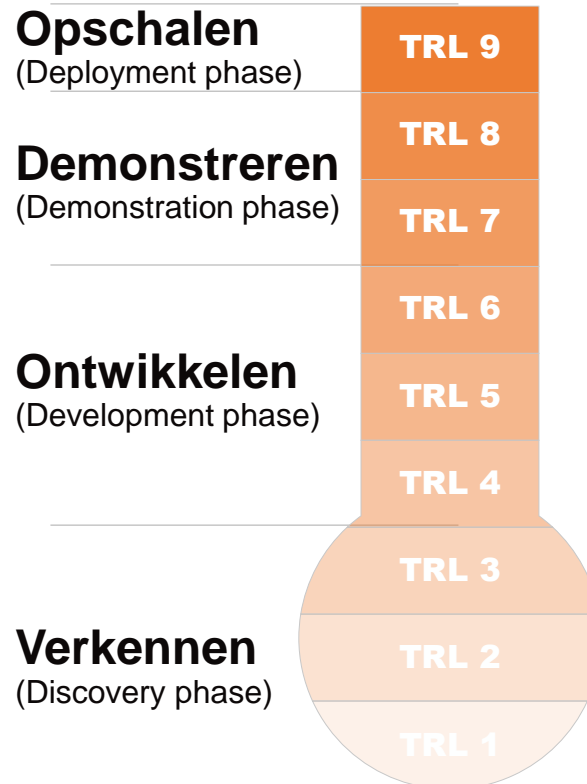 Opschalen
(Deployment phase)
TRL 9
Demonstreren
(Demonstration phase)
TRL 8
TRL 7
Ontwikkelen
(Development phase)
TRL 6
TRL 5
TRL 4
Verkennen
(Discovery phase)
TRL 3
TRL 2
TRL 1